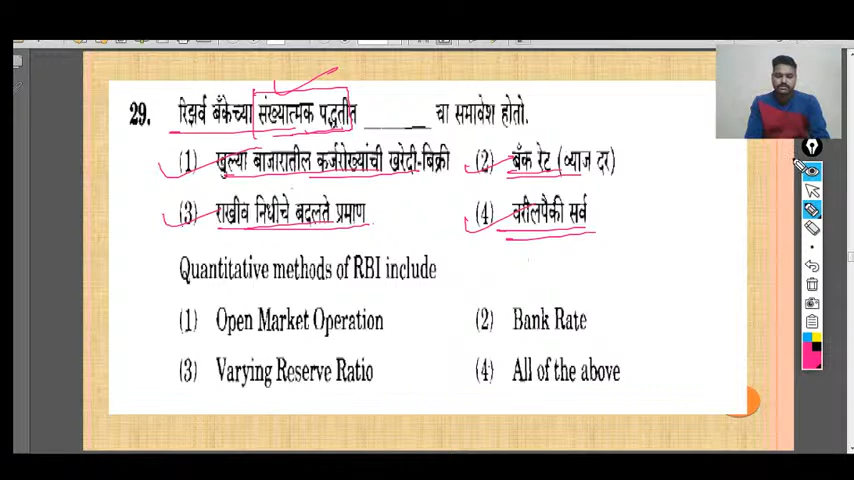 29. रिझर्व बँकेच्या संख्यात्मक पद्धतीत ________ चा समावेश होतो.
(1) खुल्या बाजारातील कर्जरोख्यांची खरेदी-बिक्री (2) बँक रेट (व्याज दर)
(3) राखीव निधीचे बदलते प्रमाण (4) वरीलपैकी सर्व
Quantitative methods of RBI include
(1) Open Market Operation (2) Bank Rate
(3) Varying Reserve Ratio (4) All of the above